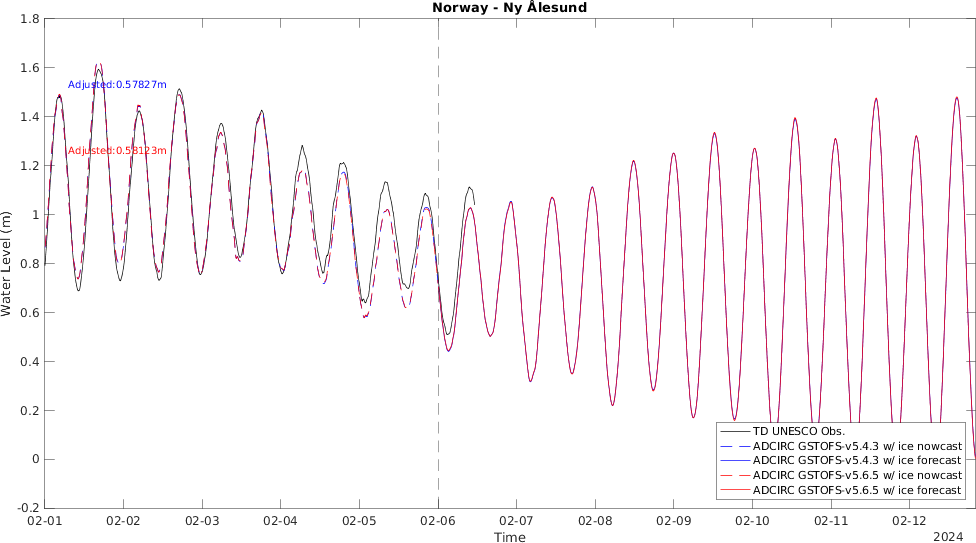 Norway - Ny Ålesund
1.8
1.6
1.4
1.2
1
0.8
0.6
0.4
0.2
0
-0.2
Water Level (m)
Adjusted:0.57827m
Adjusted:0.58123m
TD UNESCO Obs.
ADCIRC GSTOFS-v5.4.3 w/ ice nowcast
ADCIRC GSTOFS-v5.4.3 w/ ice forecast
ADCIRC GSTOFS-v5.6.5 w/ ice nowcast
ADCIRC GSTOFS-v5.6.5 w/ ice forecast
02-01 02-02 02-03 02-04 02-05 02-06 02-07 02-08 02-09 02-10 02-11 02-12
Time
2024